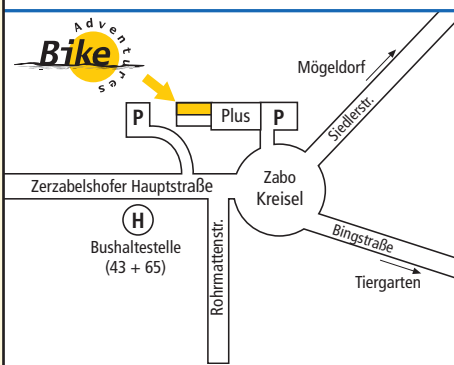 Bike
Adventures
Mögeldorf
Siedlerstr.
P
Plus
P
Zerzabelshofer Hauptstraße
Zabo
Kreisel
H
Bushaltestelle
(43 + 65)
Rohrmattenstr.
Bingstraße
Tiergarten